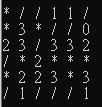 * / / 1 1 /
* 3 * / / 0
2 3 / 3 3 2
/ * 2 * * *
* 2 2 3 * 3
/ 1 / / / 1